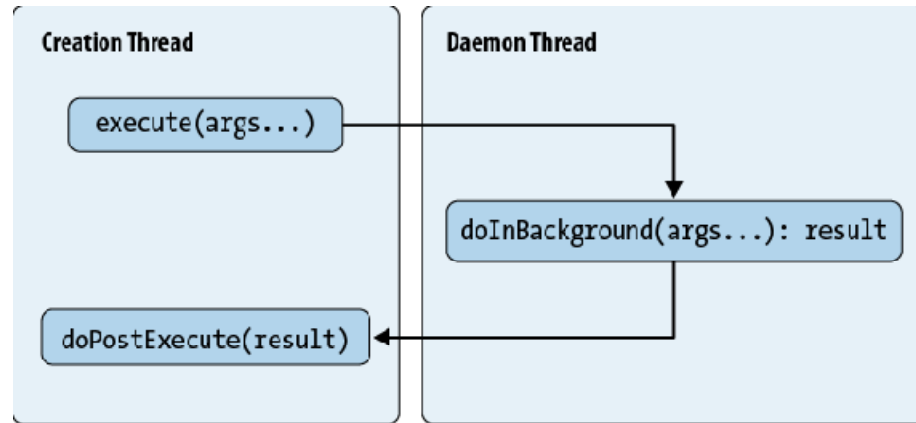 Creation Thread
Daemon Thread
execute(args...)
doInBackground(args...): result
doPostExecute(result)